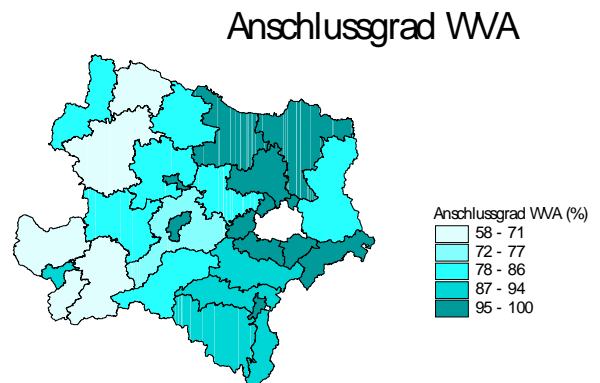 Anschlussgrad WVA
Anschlussgrad WVA (%)
58 - 71
72 - 77
78 - 86
87 - 94
95 - 100